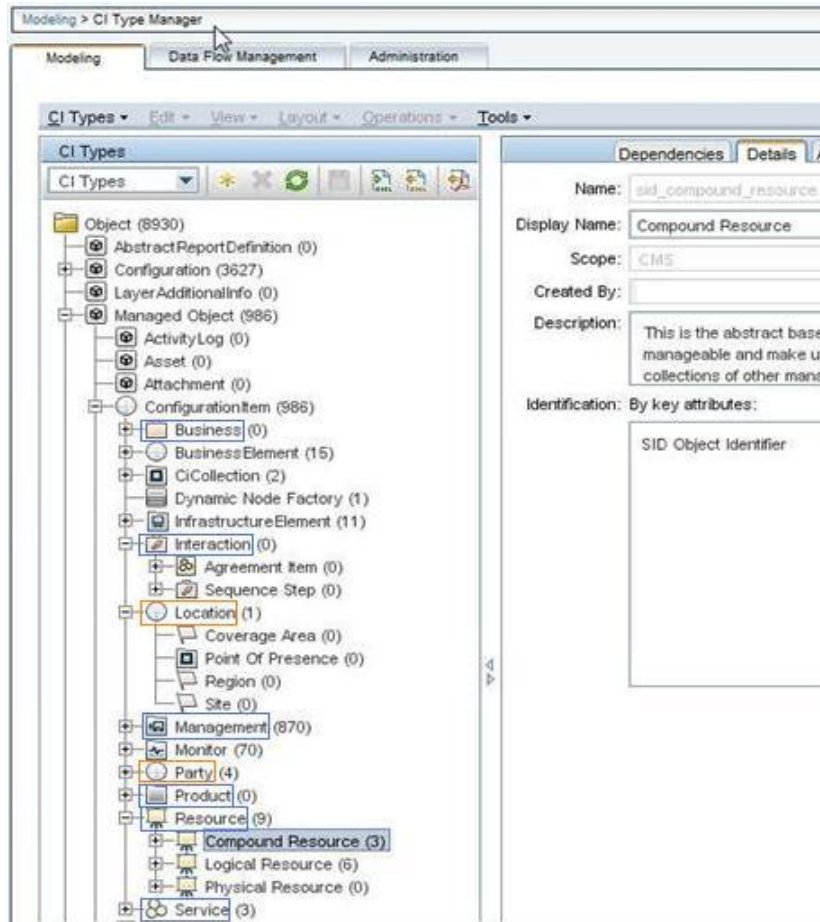 Modeling > CI Type Manager
Modeling Data Flow Management Administration
CI Types Edit View Layout Operations Tools
CI Types
CI Types
Object (8930)
AbstractReportDefinition (0)
Configuration (3627)
LayerAdditionalInfo (0)
Managed Object (986)
ActivityLog (0)
Asset (0)
Attachment (0)
ConfigurationItem (986)
Business (0)
BusinessElement (15)
CiCollection (2)
Dynamic Node Factory (1)
InfrastructureElement (11)
Interaction (0)
Agreement Item (0)
Sequence Step (0)
Location (1)
Coverage Area (0)
Point Of Presence (0)
Region (0)
Site (0)
Management (870)
Monitor (70)
Party (4)
Product (0)
Resource (9)
Compound Resource (3)
Logical Resource (6)
Physical Resource (0)
Service (3)
Dependencies Details
Name: sid_compound_resource
Display Name: Compound Resource
Scope: CMS
Created By:
Description: This is the abstract base
manageable and make u
collections of other mana
Identification: By key attributes:
SID Object Identifier